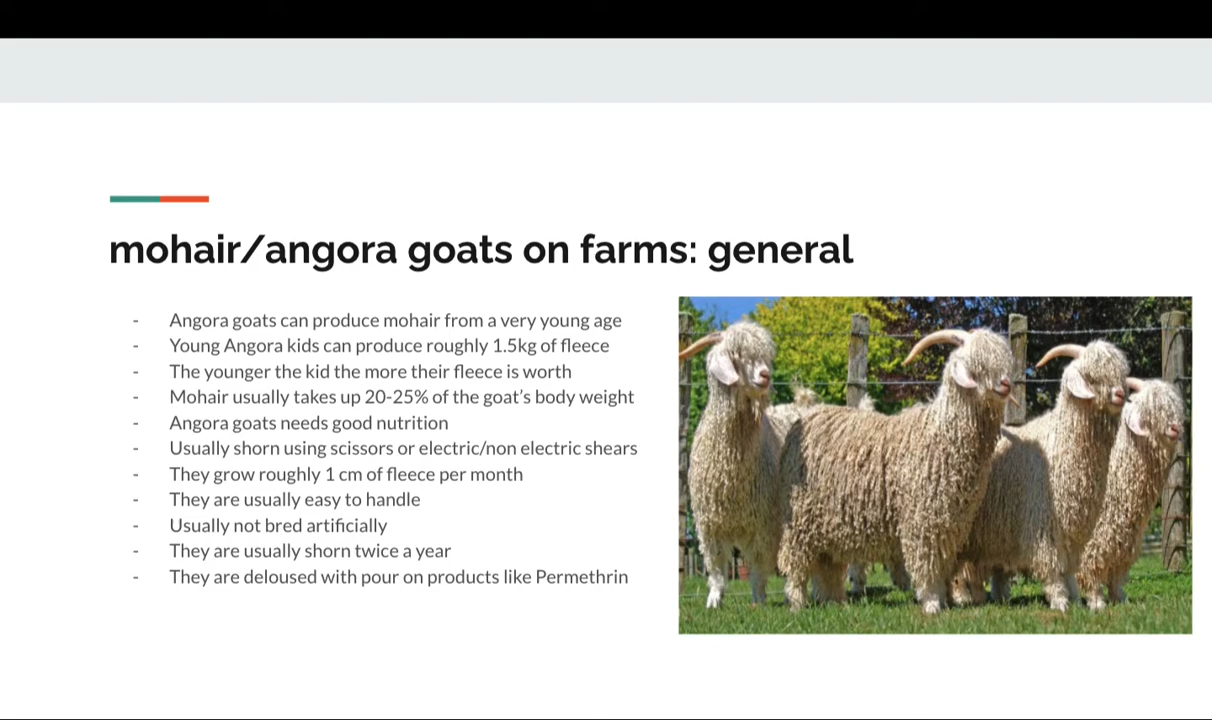 mohair/angora goats on farms: general
- Angora goats can produce mohair from a very young age
- Young Angora kids can produce roughly 1.5kg of fleece
- The younger the kid the more their fleece is worth
- Mohair usually takes up 20-25% of the goat's body weight
- Angora goats needs good nutrition
- Usually shorn using scissors or electric/non electric shears
- They grow roughly 1 cm of fleece per month
- They are usually easy to handle
- Usually not bred artificially
- They are usually shorn twice a year
- They are deloused with pour on products like Permethrin